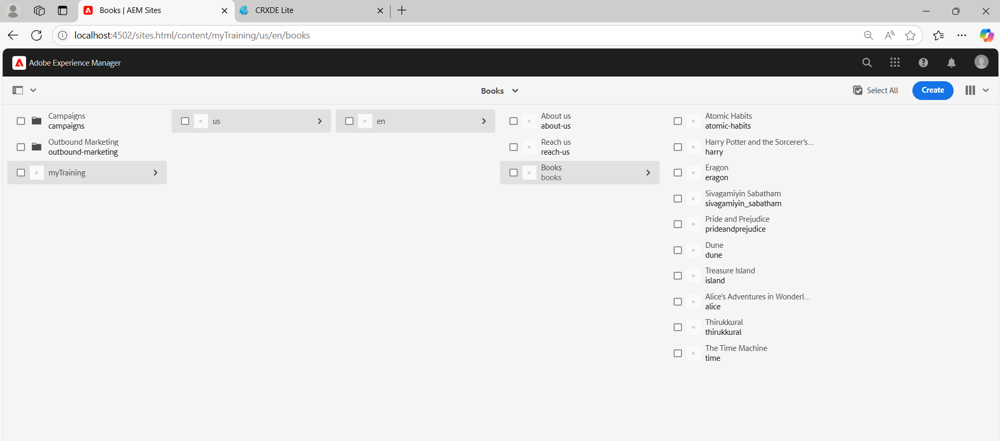 Books | AEM Sites
CRXDE Lite
localhost:4502/sites.html/content/myTraining/us/en/books
Adobe Experience Manager
Books
Select All
Create
Campaigns
campaigns
Outbound Marketing
outbound-marketing
myTraining
us
en
About us
about-us
Reach us
reach-us
Books
books
Atomic Habits
atomic-habits
Harry Potter and the Sorcerer's...
harry
Eragon
eragon
Sivagamiyin Sabatham
sivagamiyin_sabatham
Pride and Prejudice
prideandprejudice
Dune
dune
Treasure Island
island
Alice's Adventures in Wonderl...
alice
Thirukkural
thirukkural
The Time Machine
time